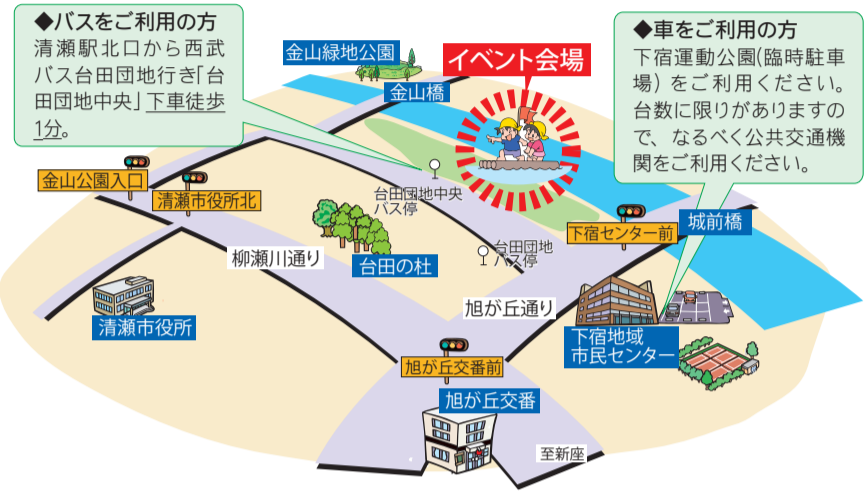 ◆バスをご利用の方
清瀬駅北口から西武
バス台田団地行き「台
田団地中央」下車徒歩
1分。
金山緑地公園
イベント会場
金山橋
◆車をご利用の方
下宿運動公園(臨時駐車
場)をご利用ください。
台数に限りがありますの
で、なるべく公共交通機
関をご利用ください。
金山公園入口
清瀬市役所北
台田団地中央
バス停
下宿センター前
城前橋
柳瀬川通り
台田の杜
台田団地
バス停
清瀬市役所
旭が丘通り
下宿地域
市民センター
旭が丘交番前
旭が丘交番
至新座